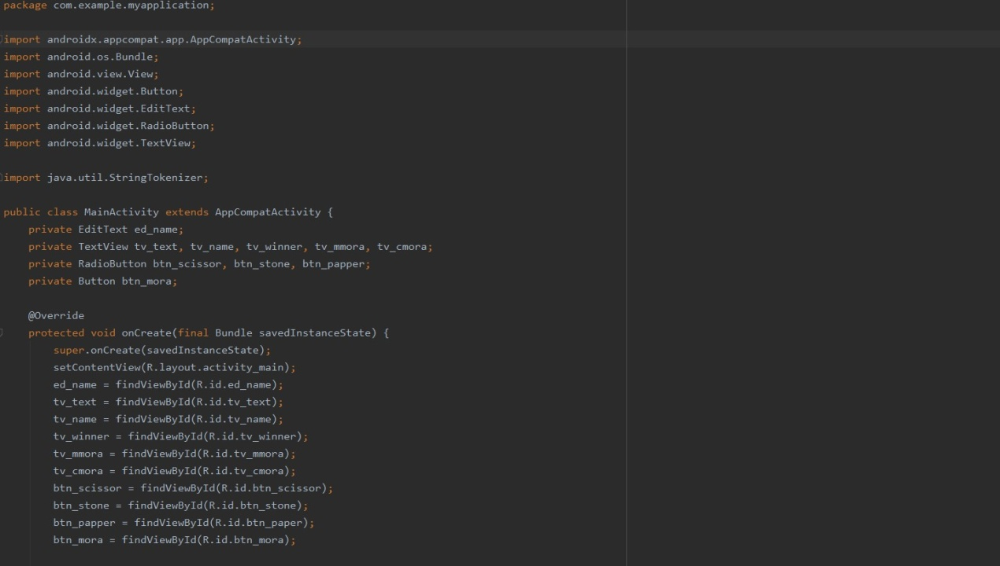 package com.example.myapplication;
import androidx.appcompat.app.AppCompatActivity;
import android.os.Bundle;
import android.view.View;
import android.widget.Button;
import android.widget.EditText;
import android.widget.RadioButton;
import android.widget.TextView;
import java.util.StringTokenizer;
public class MainActivity extends AppCompatActivity {
    private EditText ed_name;
    private TextView tv_text, tv_name, tv_winner, tv_mmora, tv_cmora;
    private RadioButton btn_scissor, btn_stone, btn_papper;
    private Button btn_mora;
    @Override
    protected void onCreate(final Bundle savedInstanceState) {
        super.onCreate(savedInstanceState);
        setContentView(R.layout.activity_main);
        ed_name = findViewById(R.id.ed_name);
        tv_text = findViewById(R.id.tv_text);
        tv_name = findViewById(R.id.tv_name);
        tv_winner = findViewById(R.id.tv_winner);
        tv_mmora = findViewById(R.id.tv_mmora);
        tv_cmora = findViewById(R.id.tv_cmora);
        btn_scissor = findViewById(R.id.btn_scissor);
        btn_stone = findViewById(R.id.btn_stone);
        btn_papper = findViewById(R.id.btn_paper);
        btn_mora = findViewById(R.id.btn_mora);